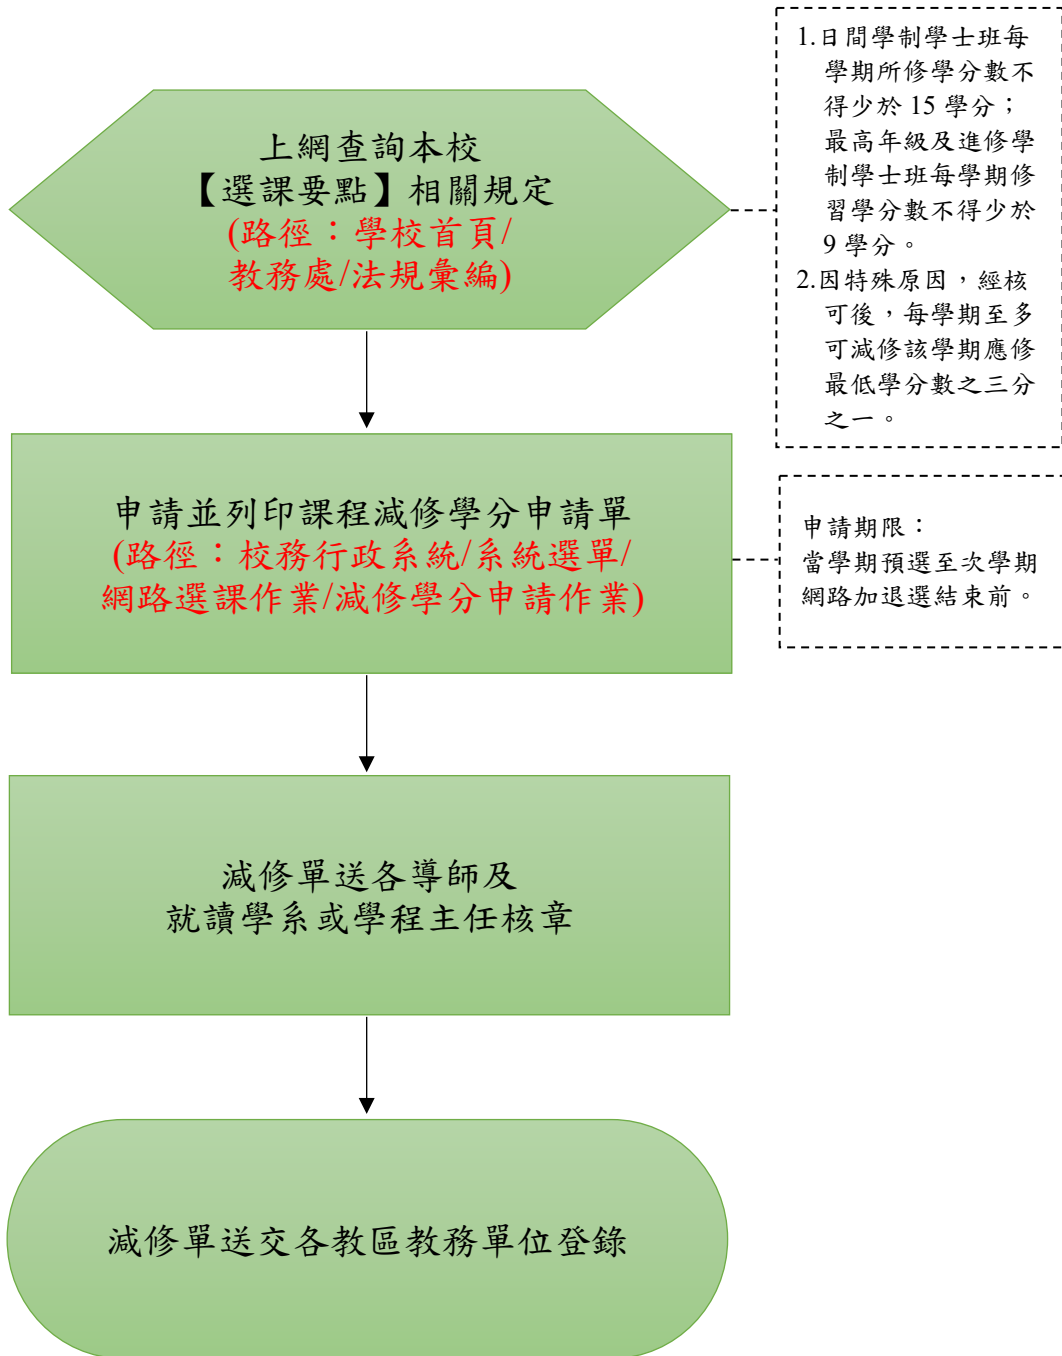 上網查詢本校
【選課要點】相關規定
(路徑：學校首頁/
教務處/法規彙編)
1.日間學制學士班每
學期所修學分數不
得少於 15 學分；
最高年級及進修學
制學士班每學期修
習學分數不得少於
9 學分。
2.因特殊原因，經核
可後，每學期至多
可減修該學期應修
最低學分數之三分
之一。
申請並列印課程減修學分申請單
(路徑：校務行政系統/系統選單/
網路選課作業/減修學分申請作業)
申請期限：
當學期預選至次學期
網路加退選結束前。
減修單送各導師及
就讀學系或學程主任核章
減修單送交各教區教務單位登錄